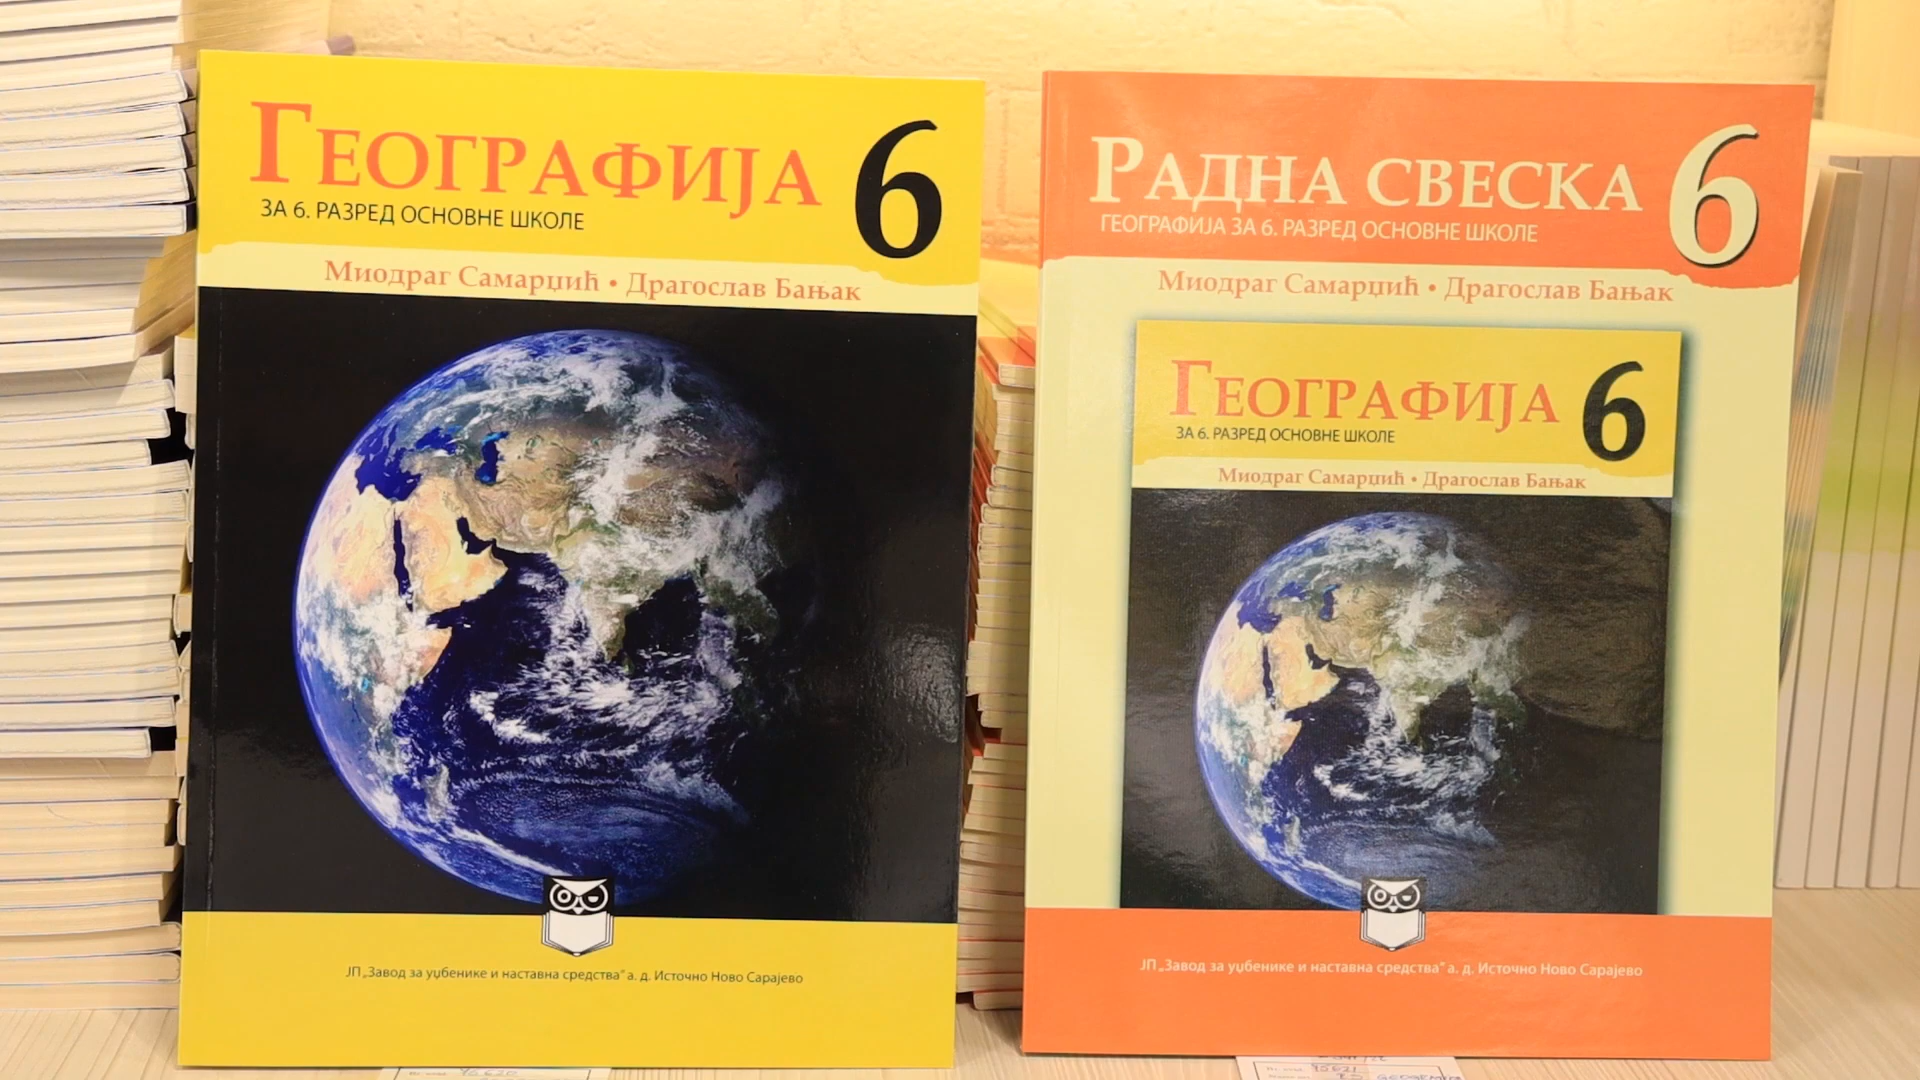 ГЕОГРАФИЈА 6
ЗА 6. РАЗРЕД ОСНОВНЕ ШКОЛЕ
Миодраг Самарџић • Драгослав Бањак
ЈП „Завод за уџбенике и наставна средства" а. д. Источно Ново Сарајево
РАДНА СВЕСКА 6
ГЕОГРАФИЈА ЗА 6. РАЗРЕД ОСНОВНЕ ШКОЛЕ
Миодраг Самарџић • Драгослав Бањак
ГЕОГРАФИЈА 6
ЗА 6. РАЗРЕД ОСНОВНЕ ШКОЛЕ
Миодраг Самарџић • Драгослав Бањак
ЈП „Завод за уџбенике и наставна средства" а. д. Источно Ново Сарајево